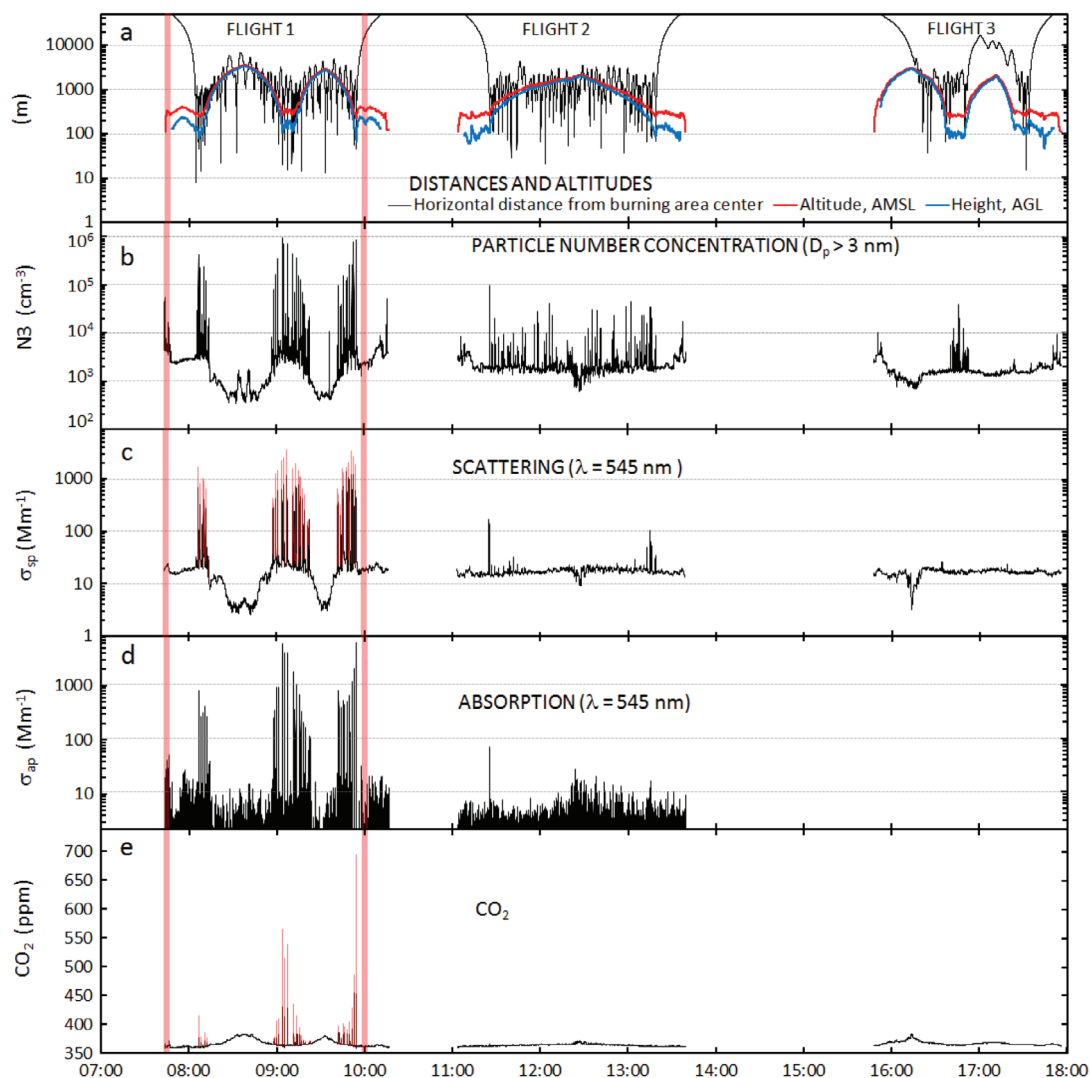 a
FLIGHT 1
FLIGHT 2
FLIGHT 3
10000
1000
100
10
1
(m)
DISTANCES AND ALTITUDES
Horizontal distance from burning area center
Altitude, AMSL
Height, AGL
b
PARTICLE NUMBER CONCENTRATION (Dp > 3 nm)
10⁶
10⁵
10⁴
10³
10²
N3 (cm⁻³)
c
SCATTERING (λ = 545 nm )
1000
100
10
1
σsp (Mm⁻¹)
d
ABSORPTION (λ = 545 nm)
1000
100
10
σap (Mm⁻¹)
e
CO₂
700
650
600
550
500
450
400
350
CO₂ (ppm)
07:00 08:00 09:00 10:00 11:00 12:00 13:00 14:00 15:00 16:00 17:00 18:00